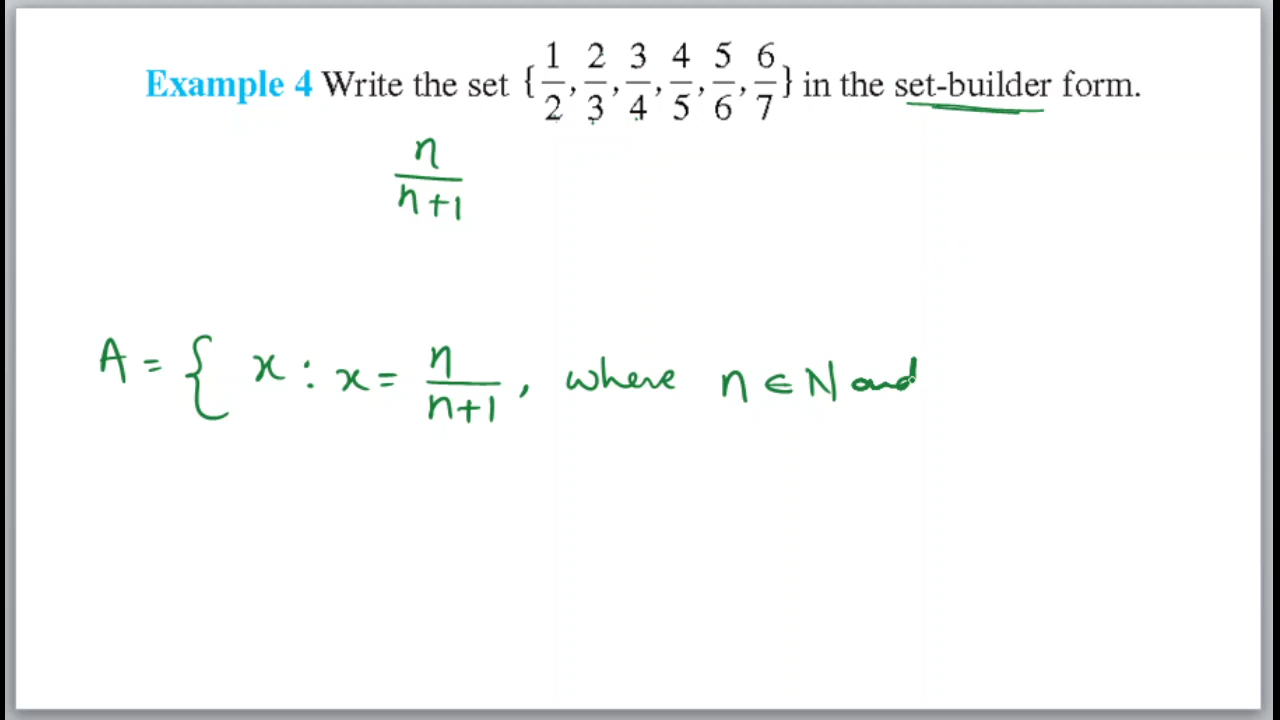 Example 4 Write the set {1/2, 2/3, 3/4, 4/5, 5/6, 6/7} in the set-builder form.
n/n+1
A = { x : x = n/n+1, where n ∈ N and